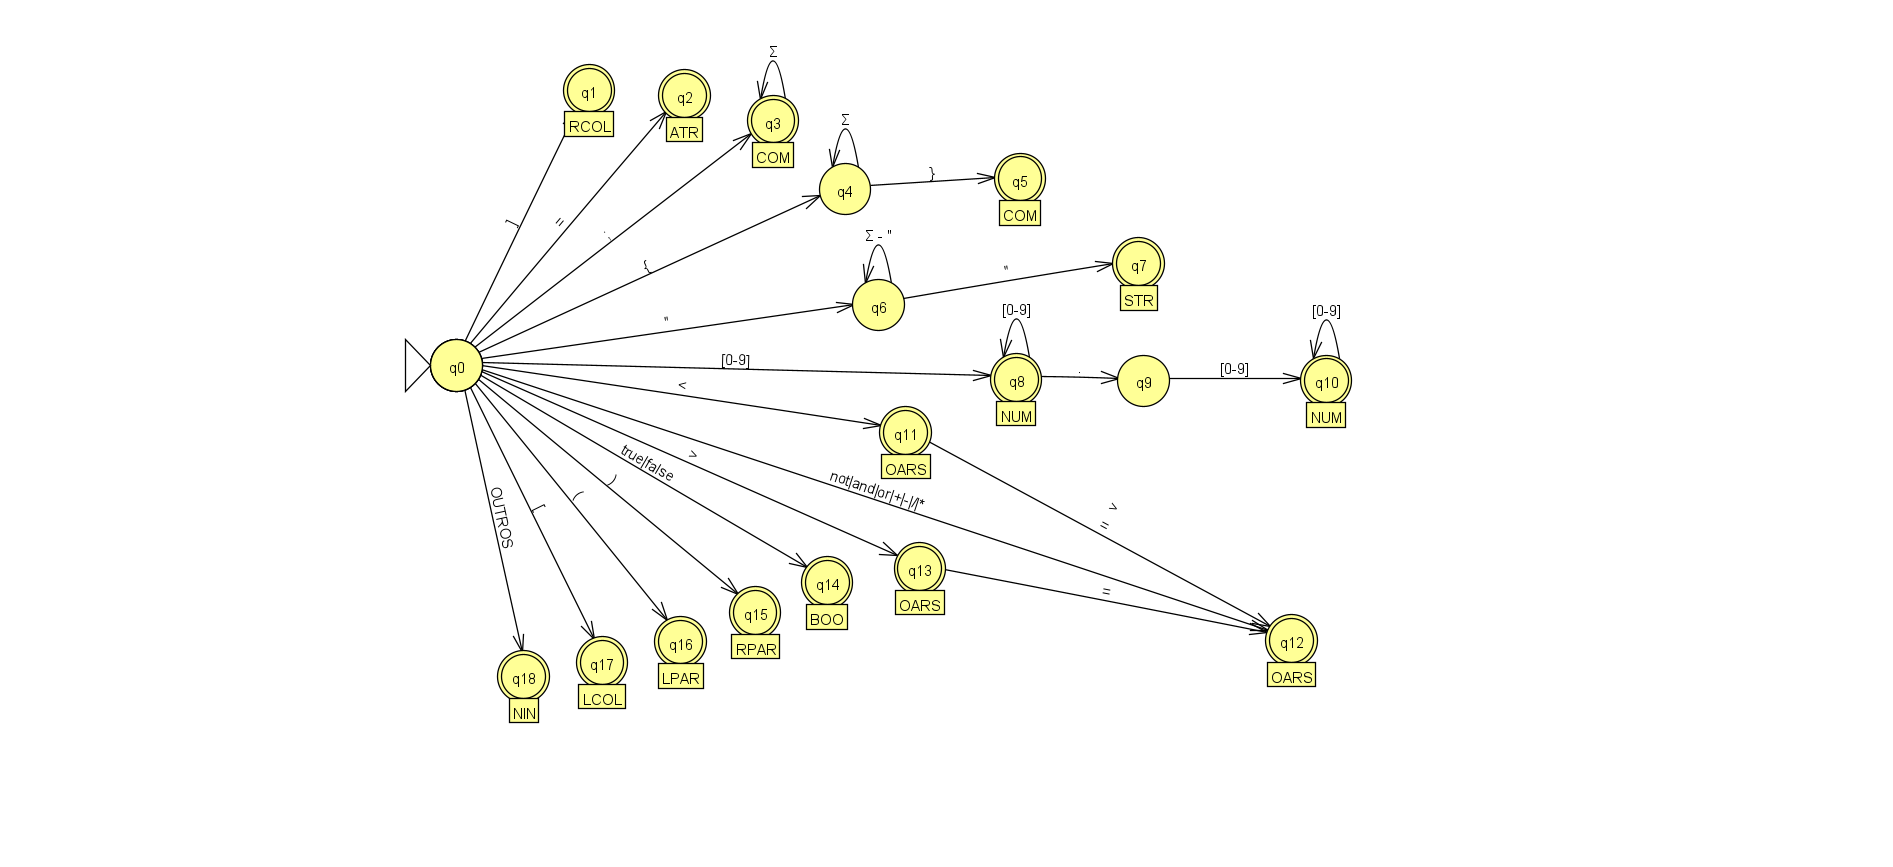 Σ
q1
RCOL
q2
ATR
q3
COM
Σ
q4
}
q5
COM
]
=
;
{
Σ - "
"
q6
"
q7
STR
q0
[0-9]
[0-9]
q8
NUM
.
q9
[0-9]
[0-9]
q10
NUM
<
q11
OARS
>
=
true|false
>
not|and|or|+|-|/|*
)
(
[
OUTROS
q13
OARS
=
q12
OARS
q14
BOO
q15
RPAR
q16
LPAR
q17
LCOL
q18
NIN